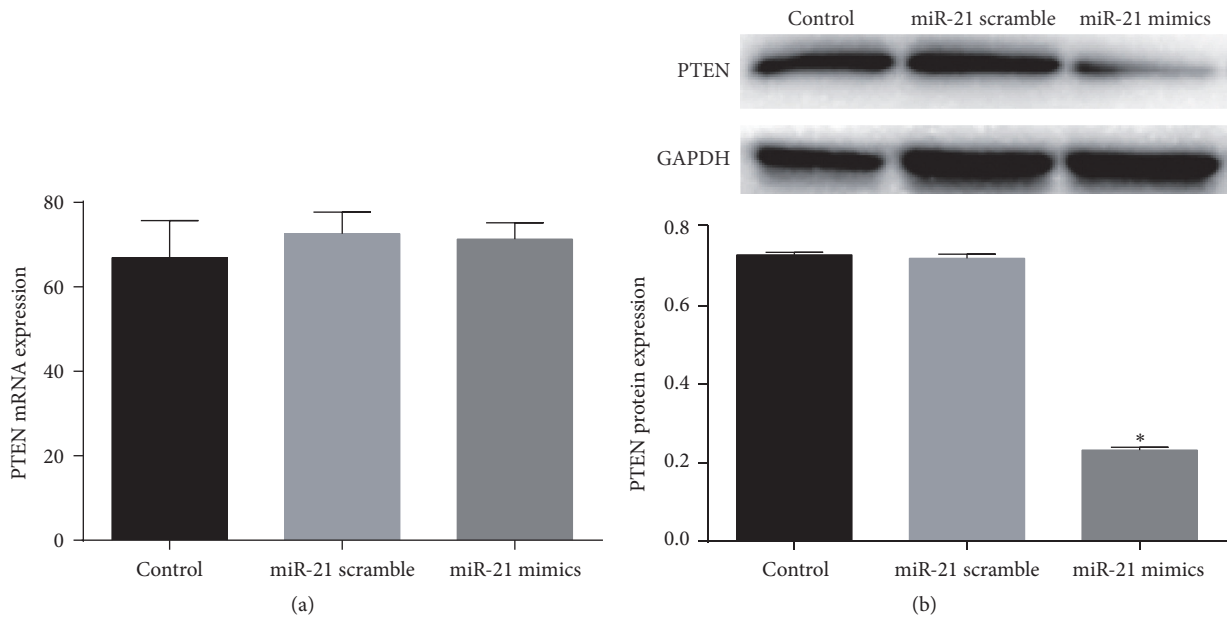 Control miR-21 scramble miR-21 mimics
PTEN
GAPDH
PTEN mRNA expression
80
60
40
20
0
Control miR-21 scramble miR-21 mimics
(a)
PTEN protein expression
0.8
0.6
0.4
0.2
0.0
*
Control miR-21 scramble miR-21 mimics
(b)